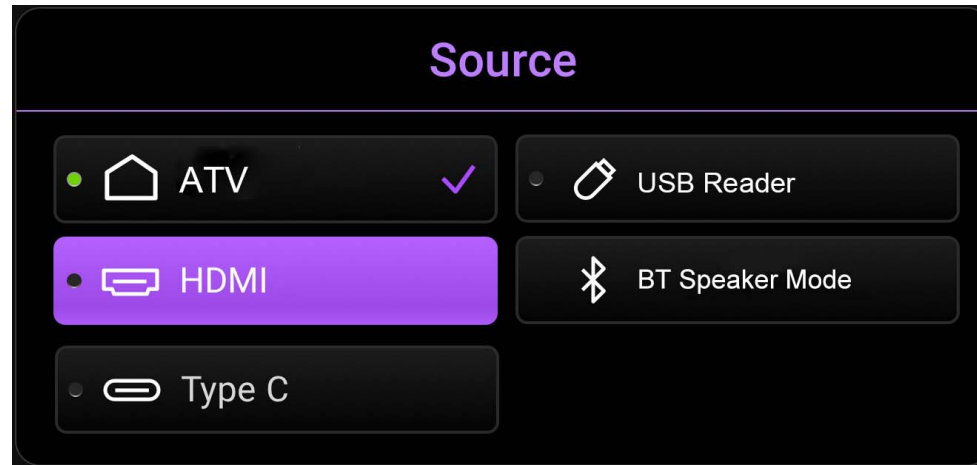 Source
ATV
USB Reader
HDMI
BT Speaker Mode
Type C